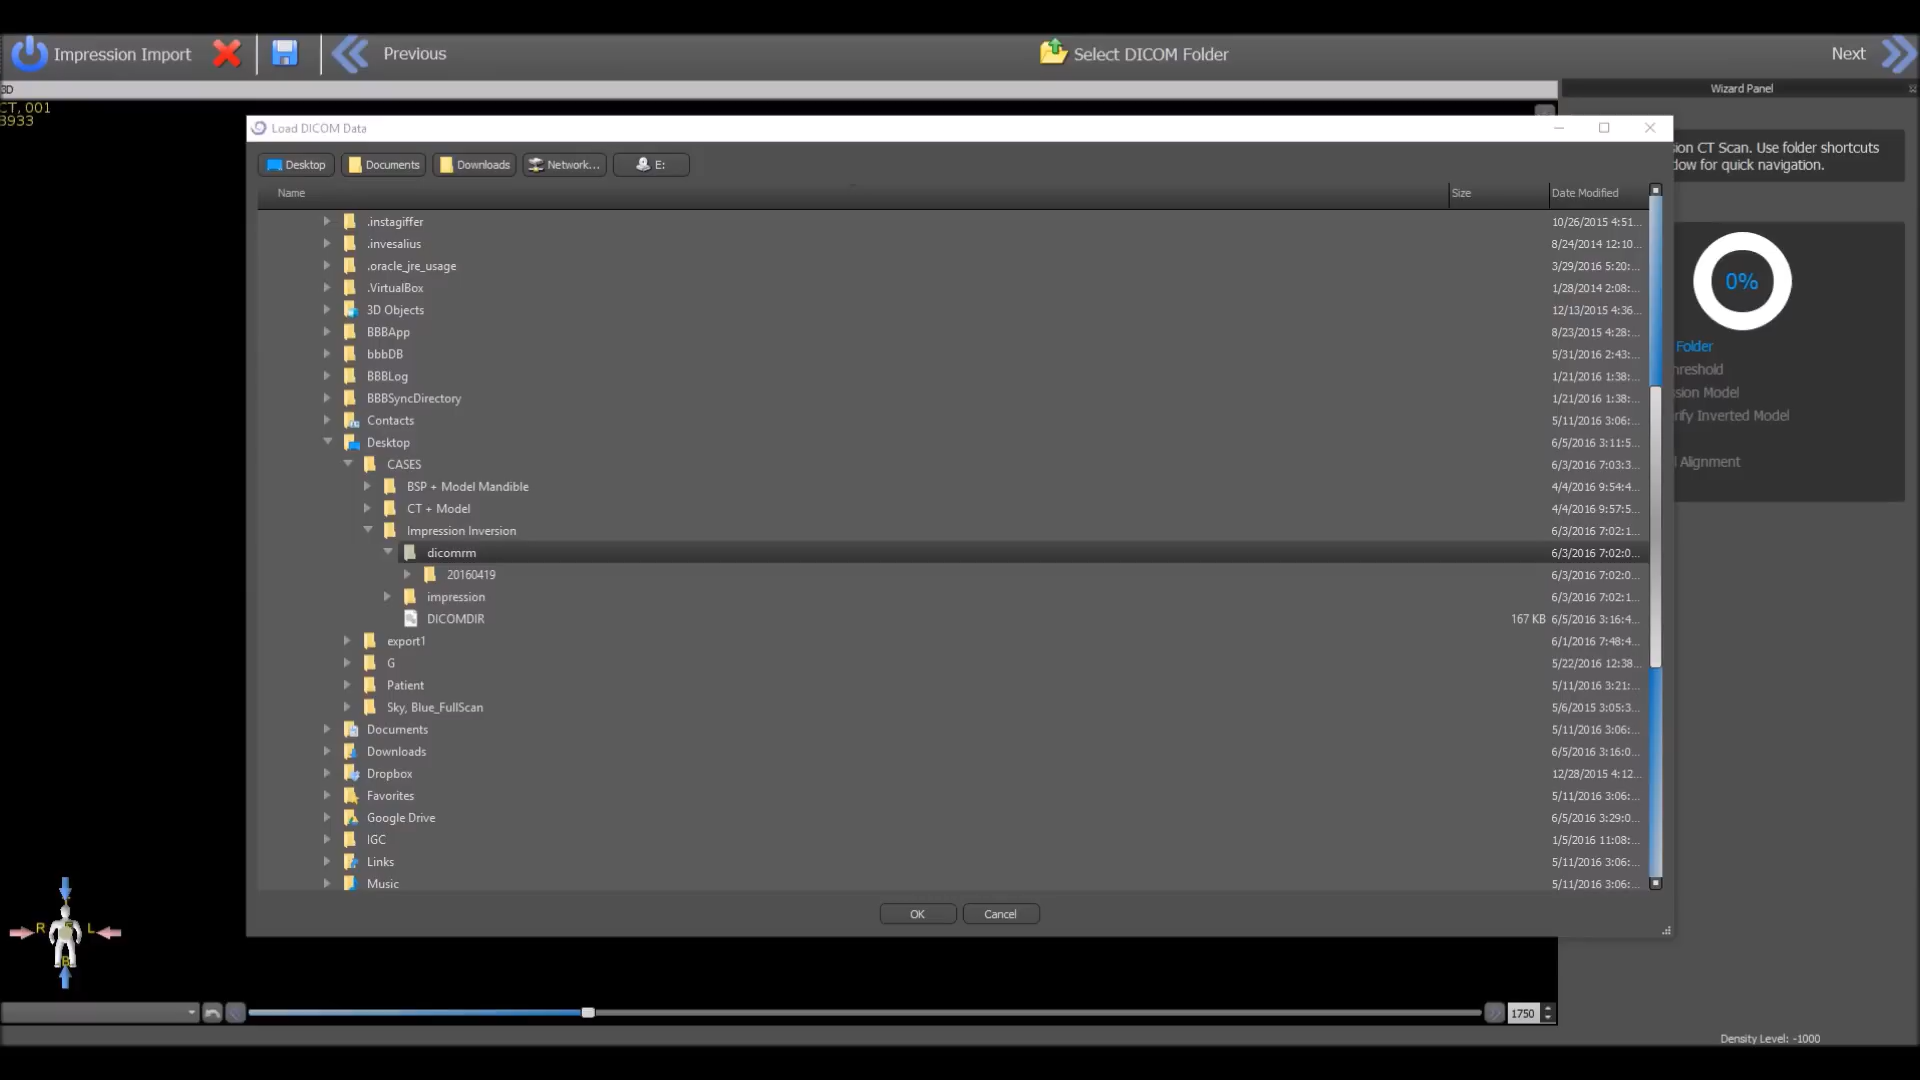 Impression Import
Previous
Select DICOM Folder
Next
3D
Wizard Panel
CT, 001
3933
Load DICOM Data
ion CT Scan. Use folder shortcuts
dow for quick navigation.
Desktop
Documents
Downloads
Network...
E:
Name
Size
Date Modified
.instagiffer 10/26/2015 4:51...
.invesalius 8/24/2014 12:10...
.oracle_jre_usage 3/29/2016 5:20:...
.VirtualBox 1/28/2014 2:08:...
3D Objects 12/13/2015 4:36...
BBBApp 8/23/2015 4:28:...
bbbDB 5/31/2016 2:43:...
BBBLog 1/21/2016 1:38:...
BBBSyncDirectory 1/21/2016 1:38:...
Contacts 5/11/2016 3:06:...
Desktop 6/5/2016 3:11:5...
CASES 6/3/2016 7:03:3...
BSP + Model Mandible 4/4/2016 9:54:4...
CT + Model 4/4/2016 9:57:5...
Impression Inversion 6/3/2016 7:02:1...
dicomrm 6/3/2016 7:02:0...
20160419 6/3/2016 7:02:0...
impression 6/3/2016 7:02:1...
DICOMDIR 167 KB 6/5/2016 3:16:4...
export1 6/1/2016 7:48:4...
G 5/22/2016 12:38...
Patient 5/11/2016 3:21:...
Sky, Blue_FullScan 5/6/2015 3:05:3...
Documents 5/11/2016 3:06:...
Downloads 6/5/2016 3:16:0...
Dropbox 12/28/2015 4:12...
Favorites 5/11/2016 3:06:...
Google Drive 6/5/2016 3:29:0...
IGC 1/5/2016 11:08:...
Links 5/11/2016 3:06:...
Music 5/11/2016 3:06:...
OK
Cancel
0%
Folder
hreshold
sion Model
rify Inverted Model
l Alignment
R
L
B
1750
Density Level: -1000